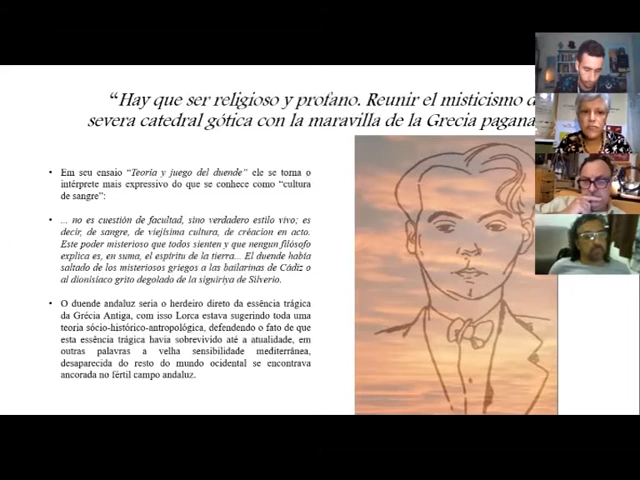 “Hay que ser religioso y profano. Reunir el misticismo d
severa catedral gótica con la maravilla de la Grecia pagana
• Em seu ensaio “Teoría y juego del duende” ele se torna o
intérprete mais expressivo do que se conhece como “cultura
de sangre”:
• ... no es cuestión de facultad, sino verdadero estilo vivo; es
decir, de sangre, de viejísima cultura, de creacion en acto.
Este poder misterioso que todos sienten y que nengun filósofo
explica es, en suma, el espíritu de la tierra... El duende había
saltado de los misteriosos griegos a las bailarinas de Cádiz o
al dionisíaco grito degolado de la siguiriya de Silverio.
• O duende andaluz seria o herdeiro direto da essência trágica
da Grécia Antiga, com isso Lorca estava sugerindo toda uma
teoria sócio-histórico-antropológica, defendendo o fato de que
esta essência trágica havia sobrevivido até a atualidade, em
outras palavras a velha sensibilidade mediterrânea,
desaparecida do resto do mundo ocidental se encontrava
ancorada no fértil campo andaluz.